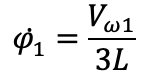 φ̇₁ = V_ω1 / 3L